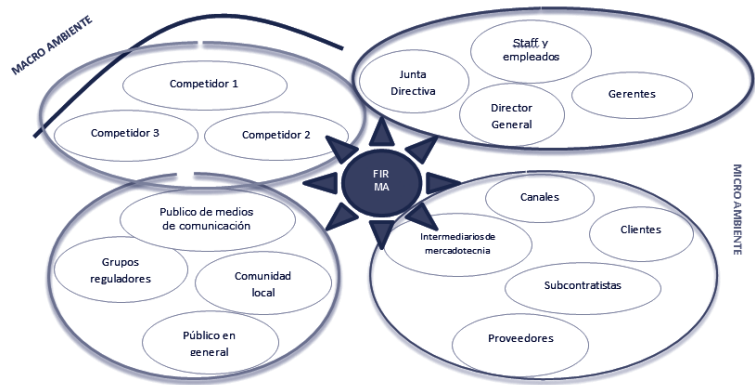 MACRO AMBIENTE
Competidor 1
Competidor 3
Competidor 2
Staff y
empleados
Junta
Directiva
Director
General
Gerentes
FIR
MA
MICRO AMBIENTE
Publico de medios
de comunicación
Grupos
reguladores
Comunidad
local
Público en
general
Canales
Clientes
Intermediarios de
mercadotecnia
Subcontratistas
Proveedores